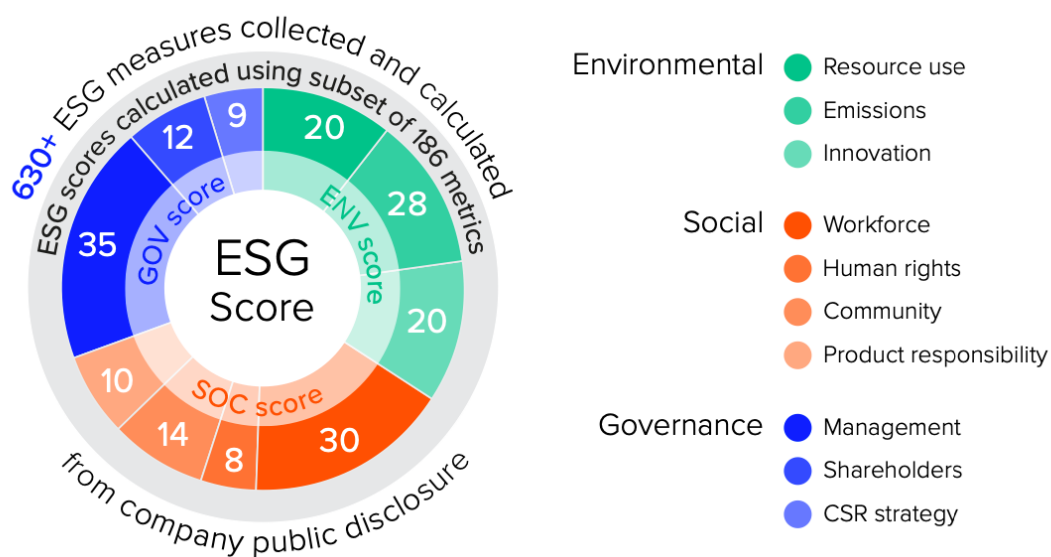 630+ ESG measures collected and calculated
from company public disclosure
ESG scores calculated using subset of 186 metrics
20
28
20
30
8
14
10
35
12
9
ENV score
SOC score
GOV score
ESG
Score
Environmental
Resource use
Emissions
Innovation
Social
Workforce
Human rights
Community
Product responsibility
Governance
Management
Shareholders
CSR strategy